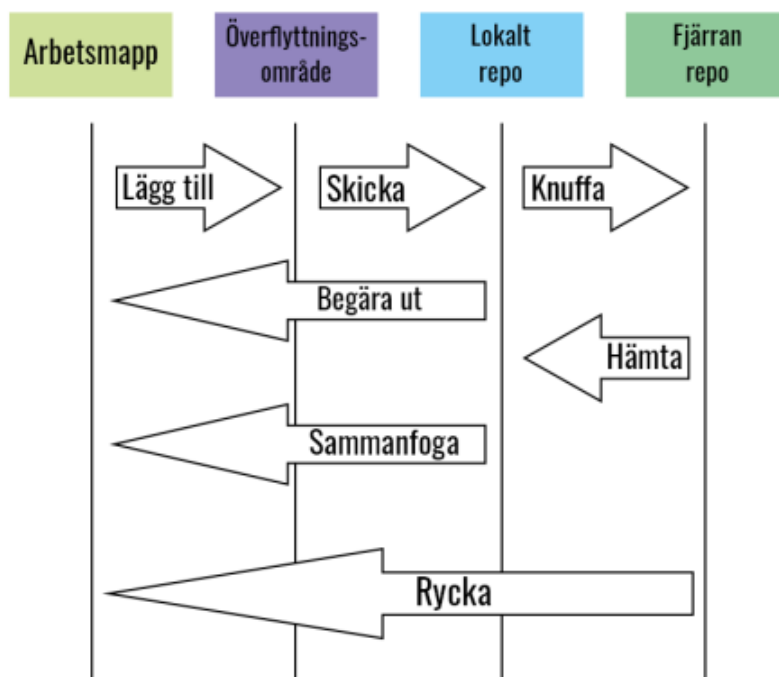 Arbetsmapp
Överflyttnings-
område
Lokalt
repo
Fjärran
repo
Lägg till
Skicka
Knuffa
Begära ut
Hämta
Sammanfoga
Rycka